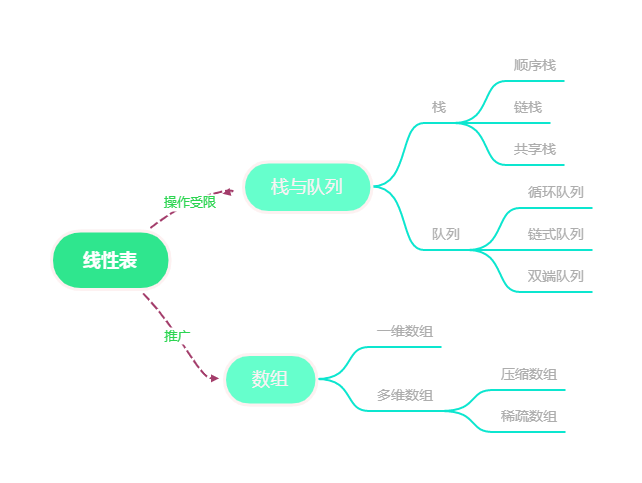 线性表
操作受限
栈与队列
栈
顺序栈
链栈
共享栈
队列
循环队列
链式队列
双端队列
推广
数组
一维数组
多维数组
压缩数组
稀疏数组